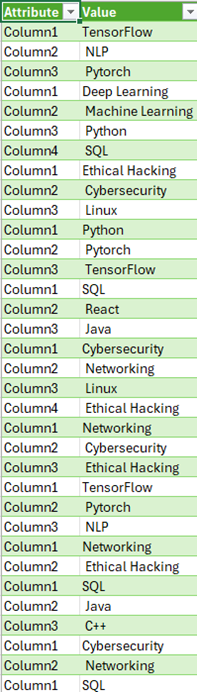 Attribute Value
Column1 TensorFlow
Column2 NLP
Column3 Pytorch
Column1 Deep Learning
Column2 Machine Learning
Column3 Python
Column4 SQL
Column1 Ethical Hacking
Column2 Cybersecurity
Column3 Linux
Column1 Python
Column2 Pytorch
Column3 TensorFlow
Column1 SQL
Column2 React
Column3 Java
Column1 Cybersecurity
Column2 Networking
Column3 Linux
Column4 Ethical Hacking
Column1 Networking
Column2 Cybersecurity
Column3 Ethical Hacking
Column1 TensorFlow
Column2 Pytorch
Column3 NLP
Column1 Networking
Column2 Ethical Hacking
Column1 SQL
Column2 Java
Column3 C++
Column1 Cybersecurity
Column2 Networking
Column1 SQL